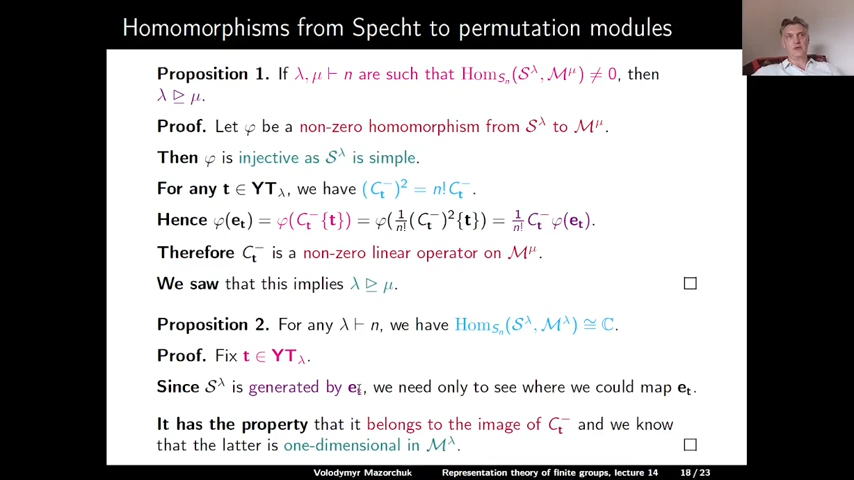 Homomorphisms from Specht to permutation modules
Proposition 1. If λ, μ ⊢ n are such that Hom_{S_n}(𝒮^λ, ℳ^μ) ≠ 0, then
λ ⊵ μ.
Proof. Let φ be a non-zero homomorphism from 𝒮^λ to ℳ^μ.
Then φ is injective as 𝒮^λ is simple.
For any t ∈ YT_λ, we have (C_t^−)^2 = n! C_t^−.
Hence φ(e_t) = φ(C_t^−{t}) = φ(1/n! (C_t^−)^2{t}) = 1/n! C_t^− φ(e_t).
Therefore C_t^− is a non-zero linear operator on ℳ^μ.
We saw that this implies λ ⊵ μ. □
Proposition 2. For any λ ⊢ n, we have Hom_{S_n}(𝒮^λ, ℳ^λ) ≅ ℂ.
Proof. Fix t ∈ YT_λ.
Since 𝒮^λ is generated by e_t, we need only to see where we could map e_t.
It has the property that it belongs to the image of C_t^− and we know
that the latter is one-dimensional in ℳ^λ. □
Volodymyr Mazorchuk Representation theory of finite groups, lecture 14 18/23